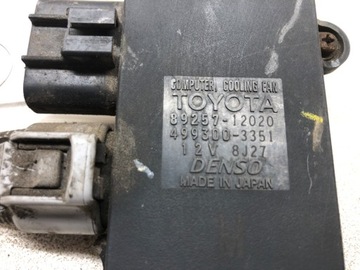 COMPUTER, COOLING FAN
TOYOTA
89257-12020
499300-3351
12V 8J27
DENSO
MADE IN JAPAN